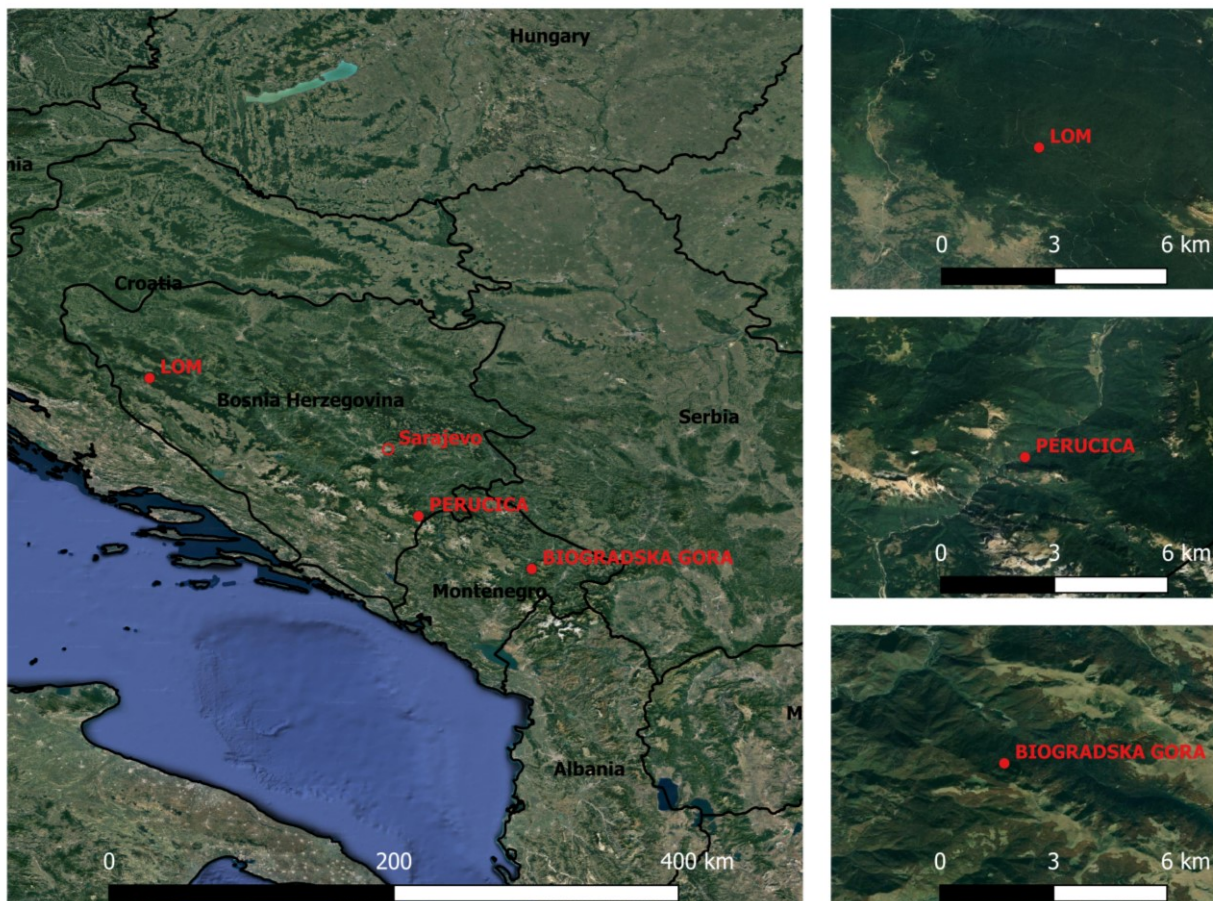 Hungary
nia
Croatia
LOM
Bosnia Herzegovina
Serbia
Sarajevo
PERUCICA
BIOGRADSKA GORA
Montenegro
M
Albania
0 200 400 km
LOM
0 3 6 km
PERUCICA
0 3 6 km
BIOGRADSKA GORA
0 3 6 km